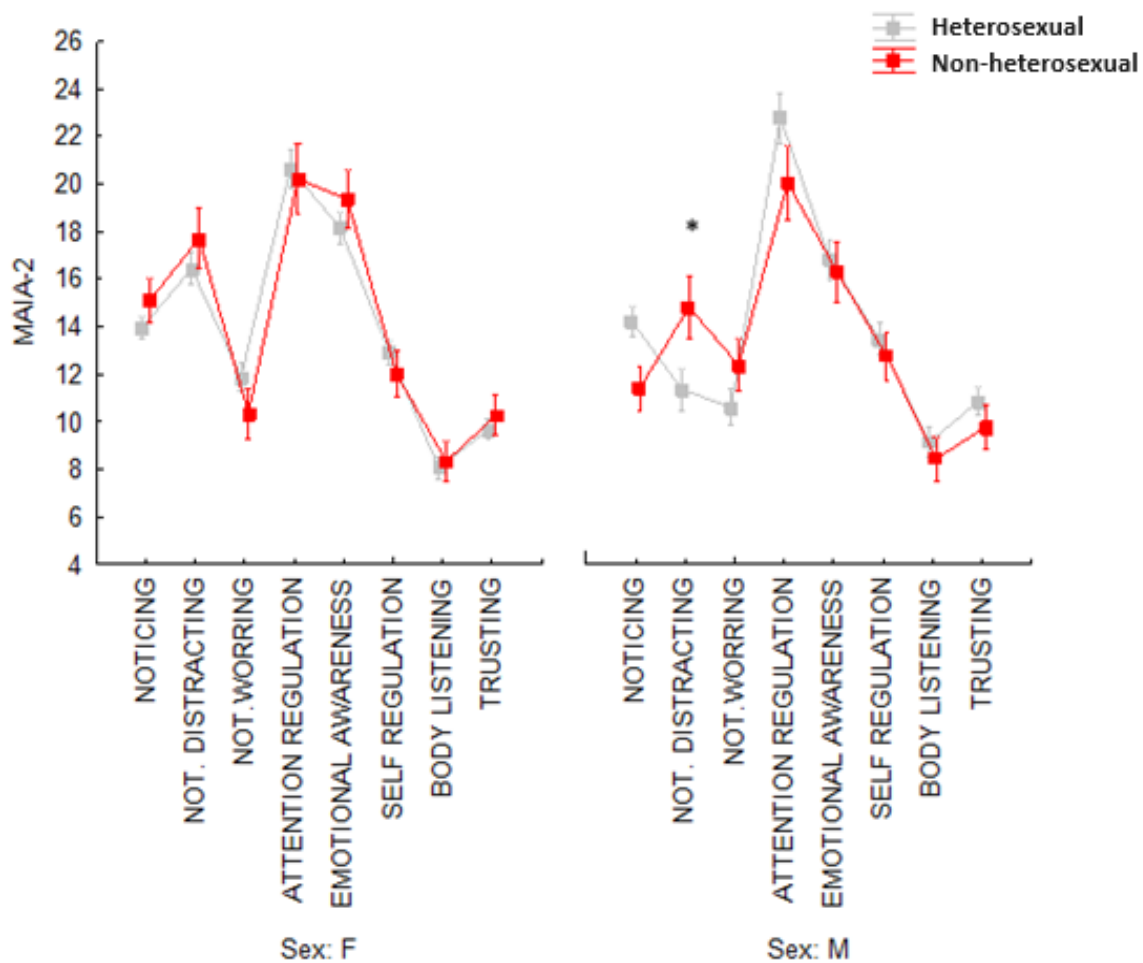 Heterosexual
Non-heterosexual
26
24
22
20
18
16
14
12
10
8
6
4
MAIA-2
*
NOTICING
NOT. DISTRACTING
NOT.WORRING
ATTENTION REGULATION
EMOTIONAL AWARENESS
SELF REGULATION
BODY LISTENING
TRUSTING
Sex: F
NOTICING
NOT. DISTRACTING
NOT.WORRING
ATTENTION REGULATION
EMOTIONAL AWARENESS
SELF REGULATION
BODY LISTENING
TRUSTING
Sex: M